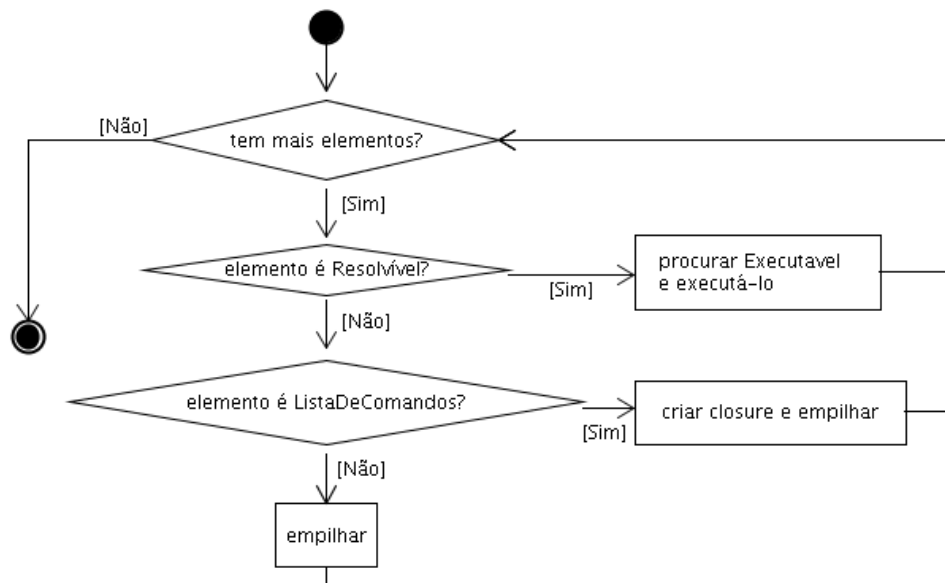 [Não]
tem mais elementos?
[Sim]
elemento é Resolvível?
[Sim]
procurar Executavel
e executá-lo
[Não]
elemento é ListaDeComandos?
[Sim]
criar closure e empilhar
[Não]
empilhar